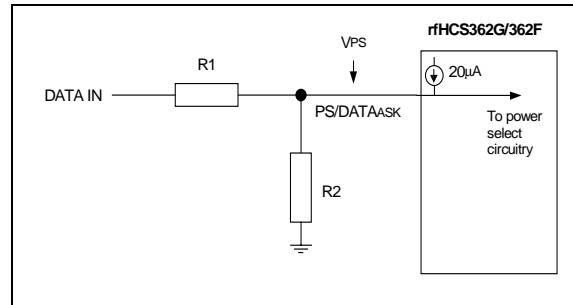 rfHCS362G/362F
VPS
R1
20µA
DATA IN
PS/DATAASK
To power
select
circuitry
R2